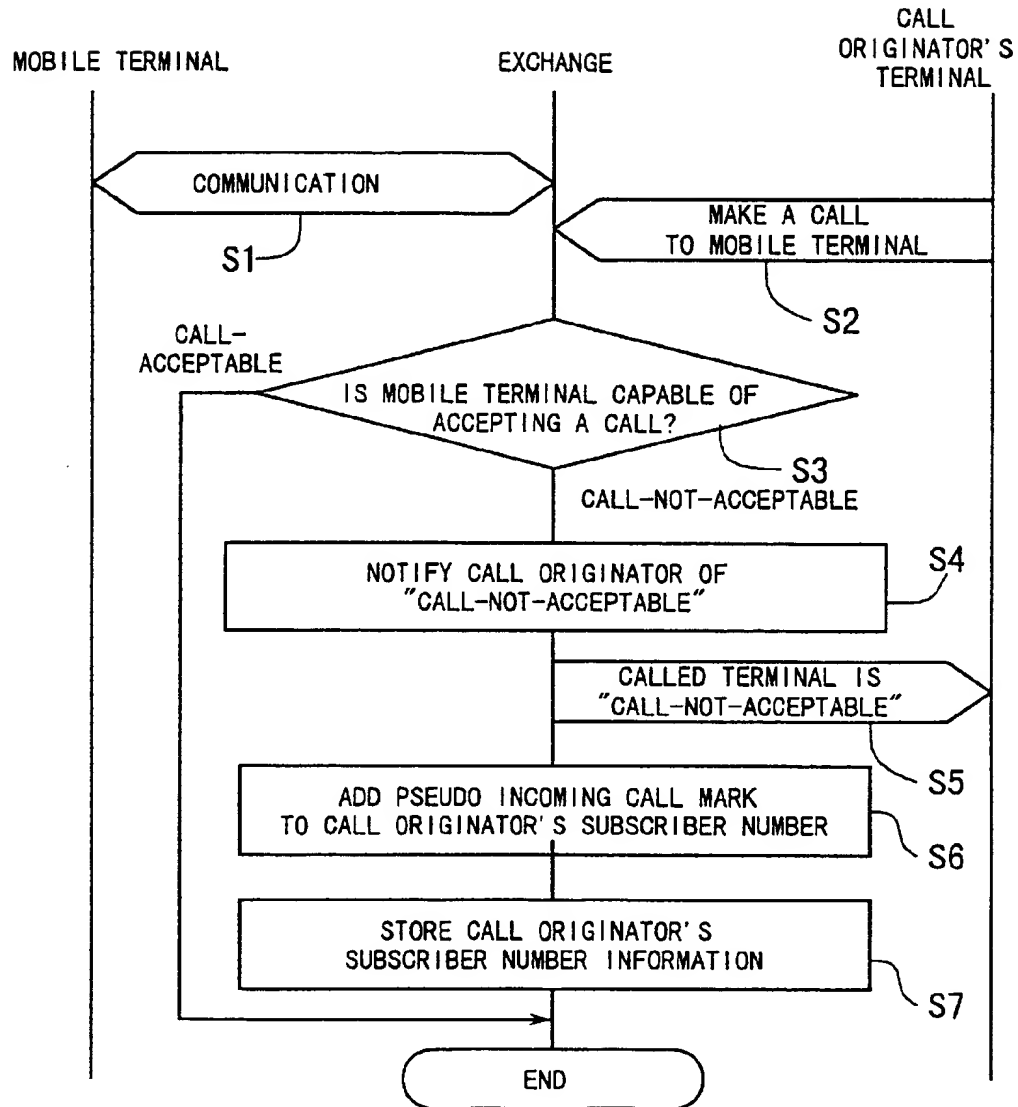 MOBILE TERMINAL
EXCHANGE
CALL
ORIGINATOR'S
TERMINAL
COMMUNICATION
S1
MAKE A CALL
TO MOBILE TERMINAL
S2
CALL-
ACCEPTABLE
IS MOBILE TERMINAL CAPABLE OF
ACCEPTING A CALL?
S3
CALL-NOT-ACCEPTABLE
NOTIFY CALL ORIGINATOR OF
"CALL-NOT-ACCEPTABLE"
S4
CALLED TERMINAL IS
"CALL-NOT-ACCEPTABLE"
S5
ADD PSEUDO INCOMING CALL MARK
TO CALL ORIGINATOR'S SUBSCRIBER NUMBER
S6
STORE CALL ORIGINATOR'S
SUBSCRIBER NUMBER INFORMATION
S7
END